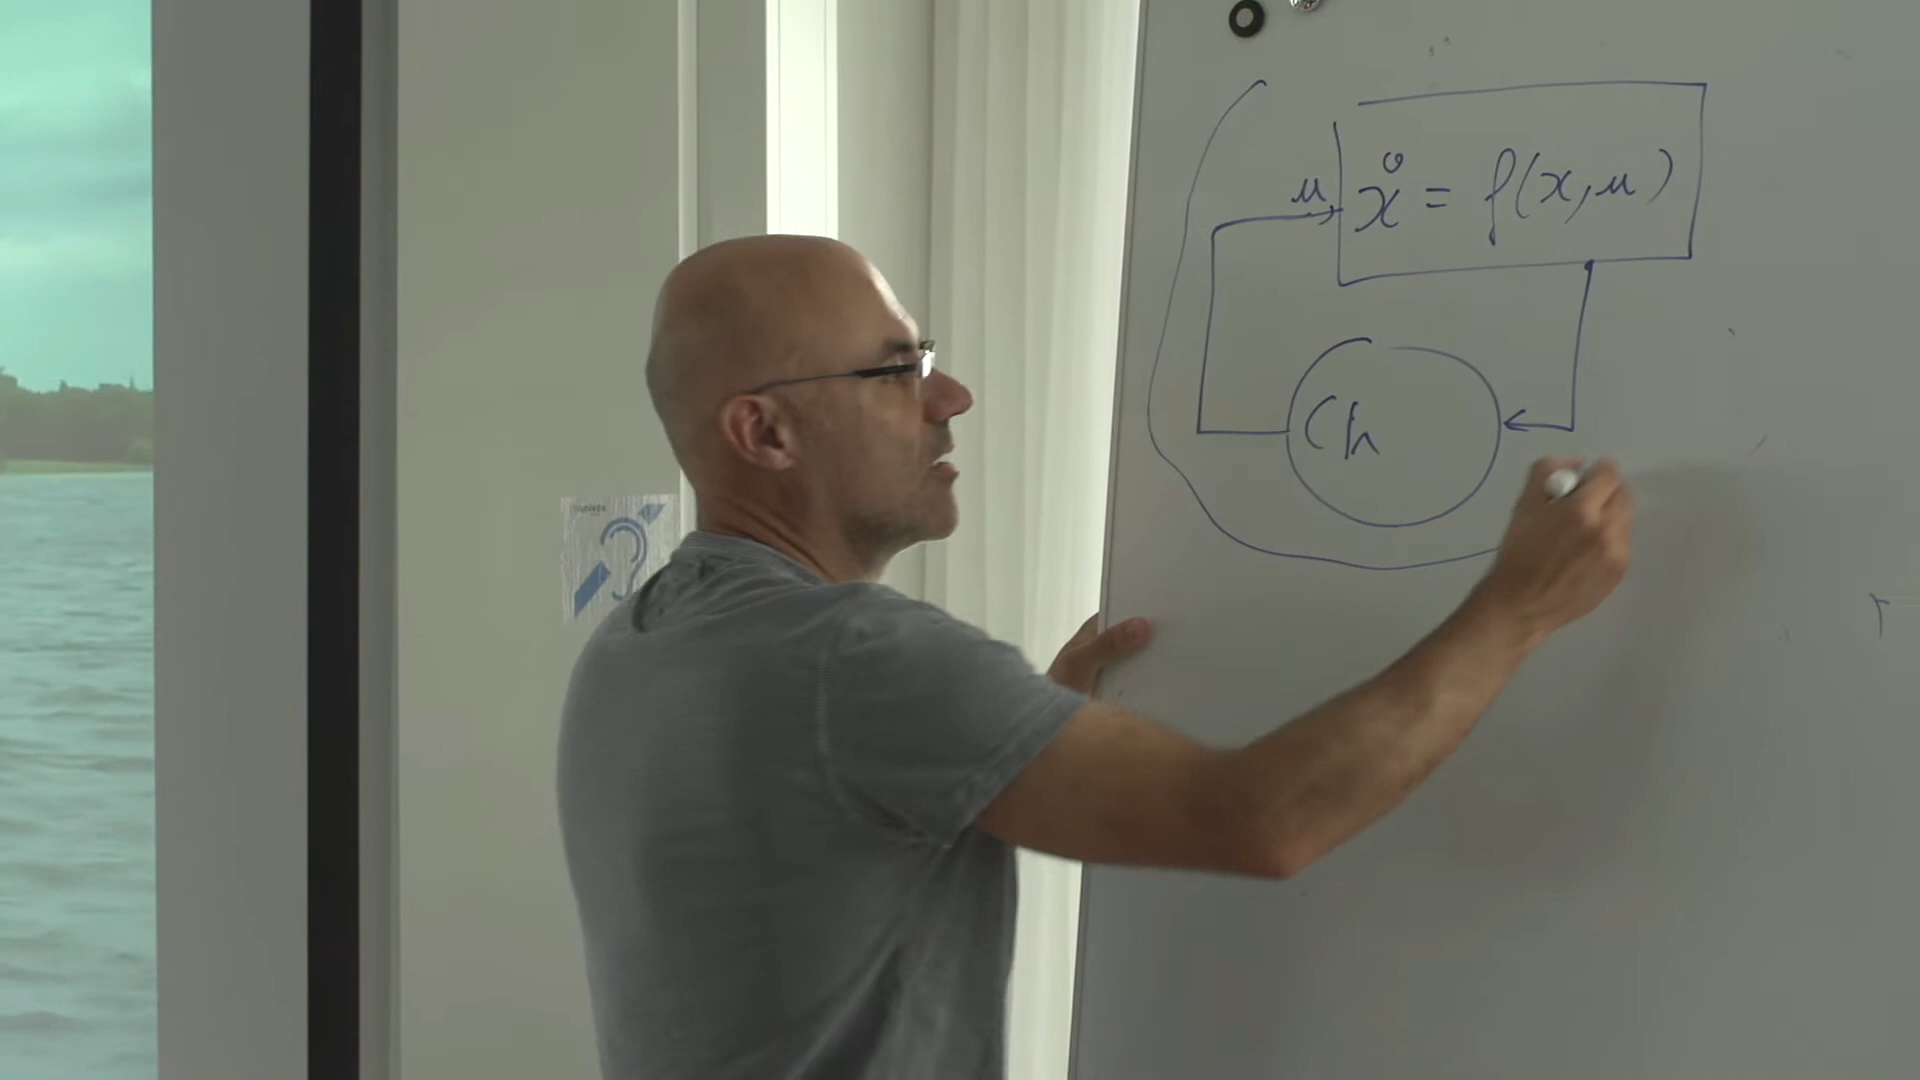 u
ẋ = f(x,u)
Ch